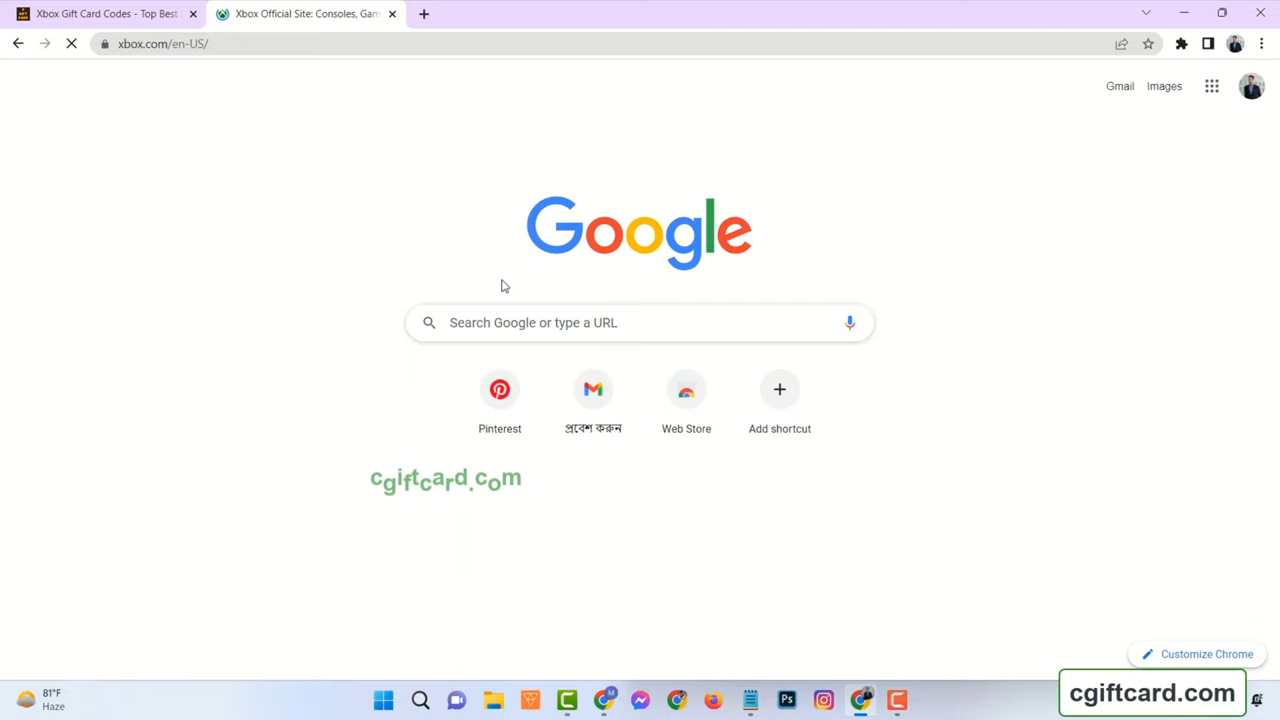 Xbox Gift Card Codes - Top Best
Xbox Official Site: Consoles, Gam
xbox.com/en-US/
Gmail Images
Google
Search Google or type a URL
Pinterest
প্রবেশ করুন
Web Store
Add shortcut
cgiftcard.com
Customize Chrome
81°F
Haze
M
Ps
cgiftcard.com